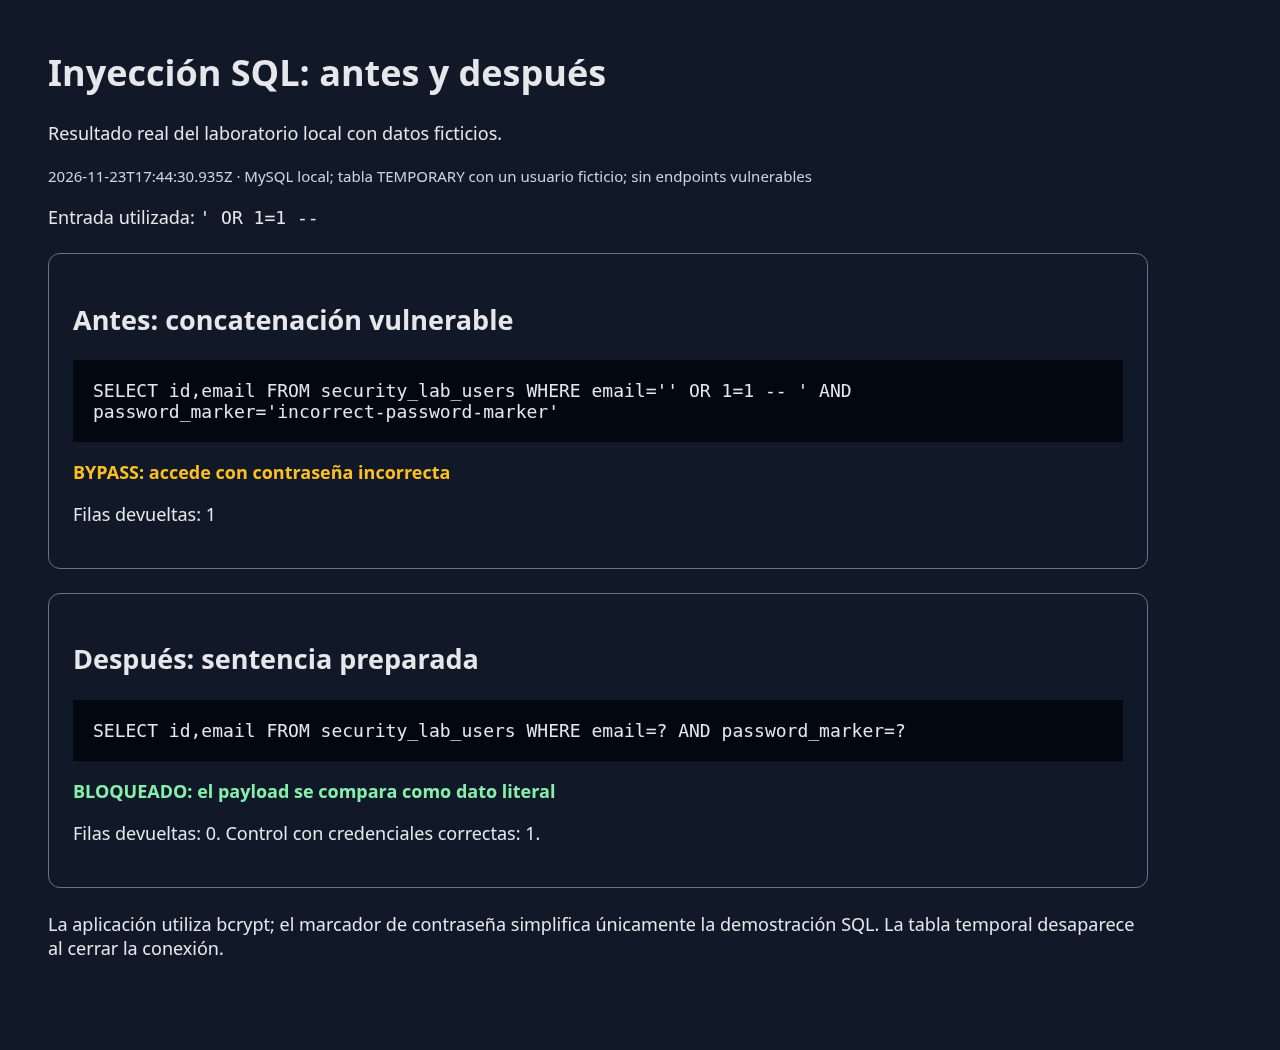 Inyección SQL: antes y después
Resultado real del laboratorio local con datos ficticios.
2026-11-23T17:44:30.935Z · MySQL local; tabla TEMPORARY con un usuario ficticio; sin endpoints vulnerables
Entrada utilizada: ' OR 1=1 --
Antes: concatenación vulnerable
SELECT id,email FROM security_lab_users WHERE email='' OR 1=1 -- ' AND
password_marker='incorrect-password-marker'
BYPASS: accede con contraseña incorrecta
Filas devueltas: 1
Después: sentencia preparada
SELECT id,email FROM security_lab_users WHERE email=? AND password_marker=?
BLOQUEADO: el payload se compara como dato literal
Filas devueltas: 0. Control con credenciales correctas: 1.
La aplicación utiliza bcrypt; el marcador de contraseña simplifica únicamente la demostración SQL. La tabla temporal desaparece
al cerrar la conexión.